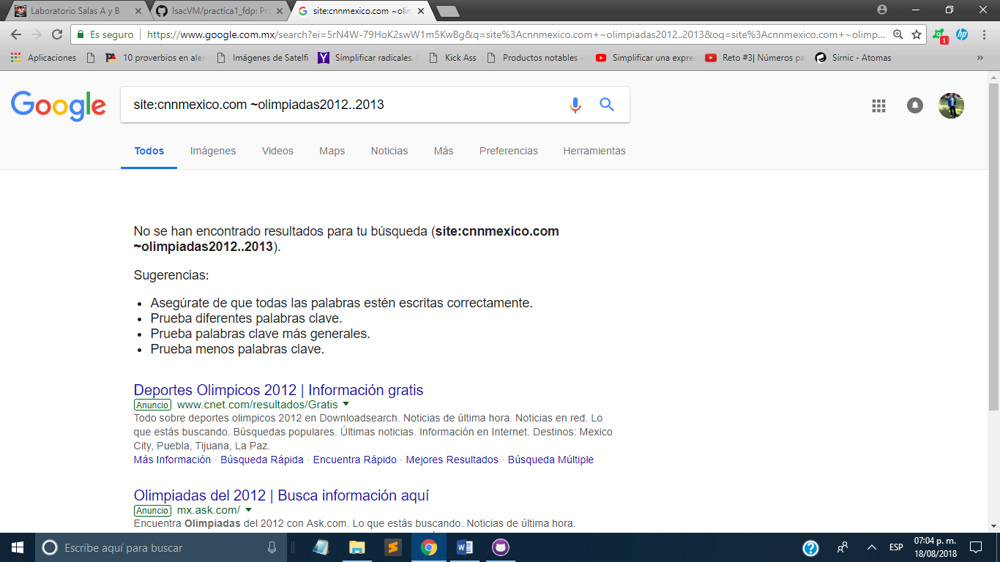 Laboratorio Salas A y B
IsacVM/practica1_fdp: Pr
site:cnnmexico.com ~olim
Es seguro
https://www.google.com.mx/search?ei=5rN4W-79HoK2swW1m5KwBg&q=site%3Acnnmexico.com+~olimpiadas2012..2013&oq=site%3Acnnmexico.com+~olimp...
1
Aplicaciones
10 proverbios en ale
Imágenes de Satelfi
Simplificar radicales.
Kick Ass
Productos notables -
Simplificar una expre
Reto #3| Números pa
Sirnic - Atomas
»
Google
site:cnnmexico.com ~olimpiadas2012..2013
Todos
Imágenes
Videos
Maps
Noticias
Más
Preferencias
Herramientas
No se han encontrado resultados para tu búsqueda (site:cnnmexico.com
~olimpiadas2012..2013).
Sugerencias:
• Asegúrate de que todas las palabras estén escritas correctamente.
• Prueba diferentes palabras clave.
• Prueba palabras clave más generales.
• Prueba menos palabras clave.
Deportes Olimpicos 2012 | Información gratis
Anuncio www.cnet.com/resultados/Gratis
Todo sobre deportes olimpicos 2012 en Downloadsearch. Noticias de última hora. Noticias en red. Lo
que estás buscando. Búsquedas populares. Últimas noticias. Información en Internet. Destinos: Mexico
City, Puebla, Tijuana, La Paz.
Más Información · Búsqueda Rápida · Encuentra Rápido · Mejores Resultados · Búsqueda Múltiple
Olimpiadas del 2012 | Busca información aquí
Anuncio mx.ask.com/
Encuentra Olimpiadas del 2012 con Ask.com. Lo que estás buscando. Noticias de última hora.
Escribe aquí para buscar
ESP
07:04 p. m.
18/08/2018